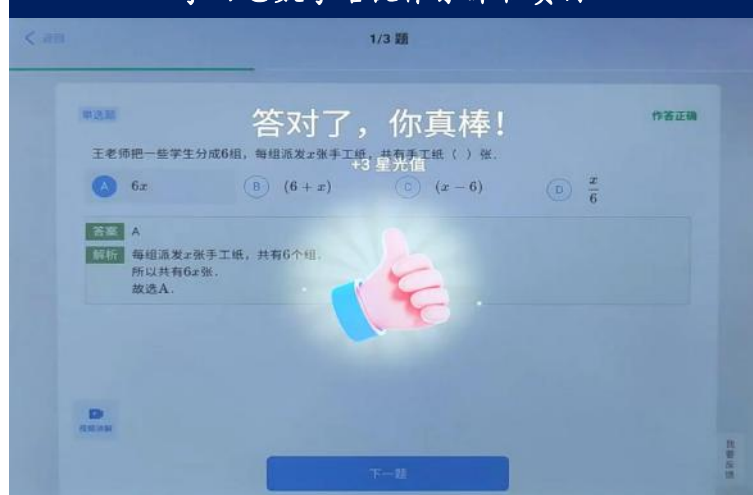 返回
1/3 题
单选题
答对了，你真棒！
作答正确
王老师把一些学生分成6组，每组派发x张手工纸，共有手工纸（ ）张.
+3 星光值
A 6x
B (6 + x)
C (x − 6)
D x/6
答案 A
解析 每组派发x张手工纸，共有6个组.
所以共有6x张.
故选A.
视频讲解
下一题
我要反馈